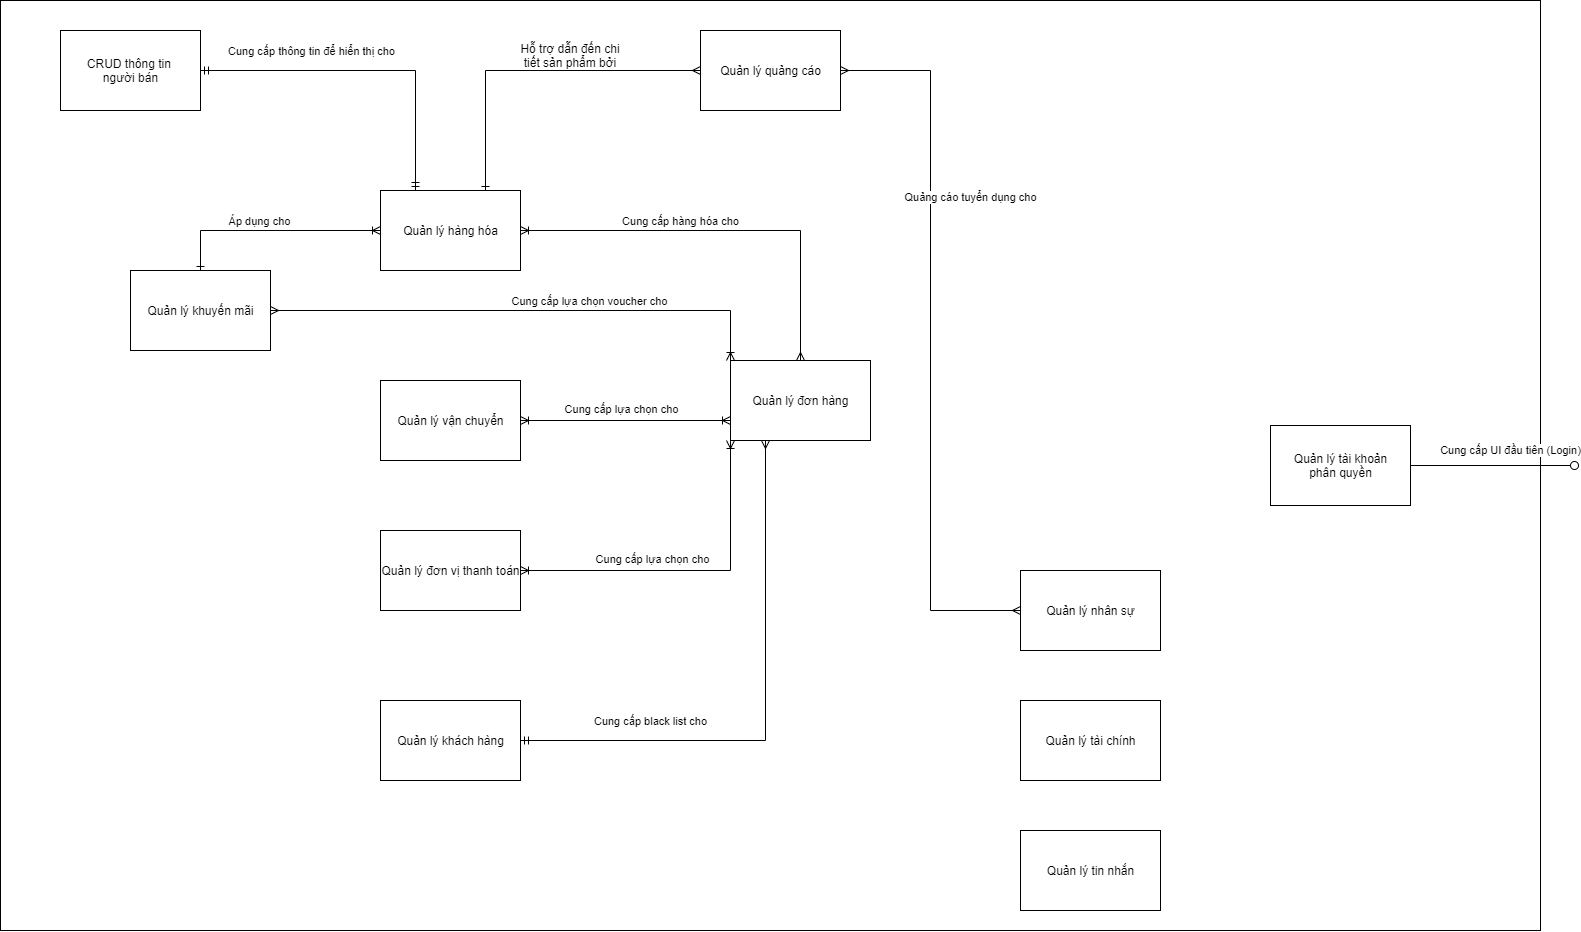 Cung cấp thông tin để hiển thị cho
Hỗ trợ dẫn đến chi
tiết sản phẩm bởi
CRUD thông tin
người bán
Quản lý quảng cáo
Quảng cáo tuyển dụng cho
Áp dụng cho
Quản lý hàng hóa
Cung cấp hàng hóa cho
Quản lý khuyến mãi
Cung cấp lựa chọn voucher cho
Quản lý đơn hàng
Quản lý vận chuyển
Cung cấp lựa chọn cho
Cung cấp UI đầu tiên (Login)
Quản lý tài khoản
phân quyền
Quản lý đơn vị thanh toán
Cung cấp lựa chọn cho
Quản lý nhân sự
Cung cấp black list cho
Quản lý khách hàng
Quản lý tài chính
Quản lý tin nhắn